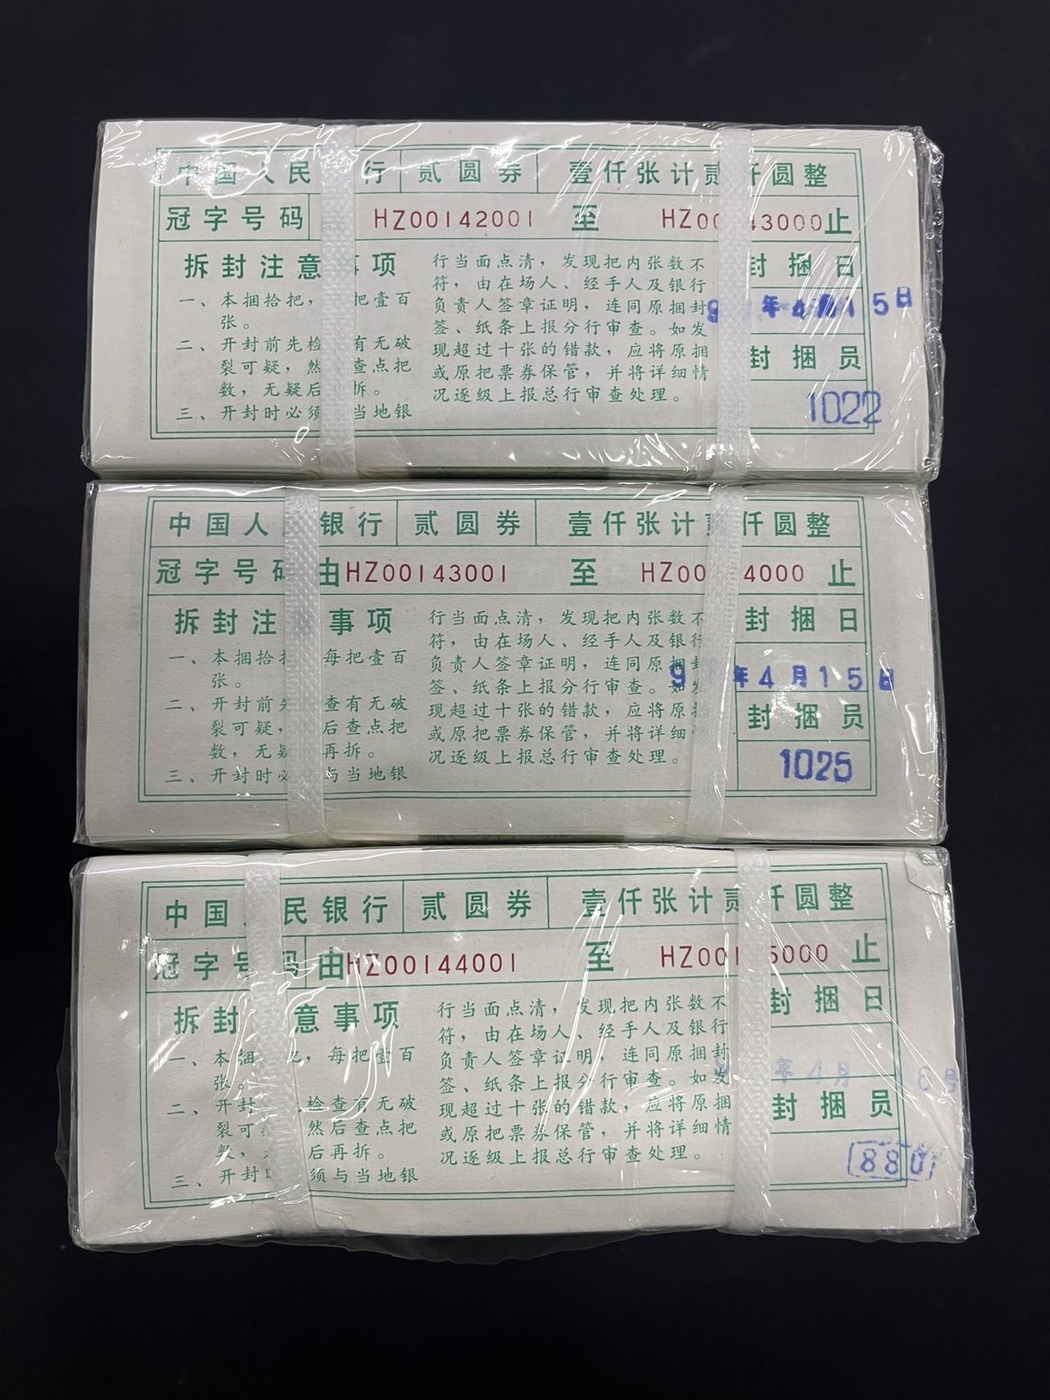 中国人民 行 贰圆券 壹仟张计贰 仟圆整
冠字号码 HZ00142001 至 HZ00 43000止
拆封注意事项
一、本捆拾把, 把壹百
张。
二、开封前先检 有无破
裂可疑,然 查点把
数,无疑后 拆。
三、开封时必须 当地银
行当面点清,发现把内张数不
符,由在场人、经手人及银行
负责人签章证明,连同原捆封
签、纸条上报分行审查。如发
现超过十张的错款,应将原捆
或原把票券保管,并将详细情
况逐级上报总行审查处理。
封捆日
9 年4月15日
封捆员
1022
中国人 银行 贰圆券 壹仟张计贰 仟圆整
冠字号码 由HZ00143001 至 HZ00 4000 止
拆封注 事项
一、本捆拾把 每把壹百
张。
二、开封前先 查有无破
裂可疑, 后查点把
数,无疑 再拆。
三、开封时必 与当地银
行当面点清,发现把内张数不
符,由在场人、经手人及银行
负责人签章证明,连同原捆封
签、纸条上报分行审查。如发
现超过十张的错款,应将原捆
或原把票券保管,并将详细情
况逐级上报总行审查处理。
封捆日
9 年4月15日
封捆员
1025
中国 民银行 贰圆券 壹仟张计贰 仟圆整
冠字号码 由HZ00144001 至 HZ001 5000 止
拆封 意事项
一、本捆 把,每把壹百
张。
二、开封 检查有无破
裂可 然后查点把
数, 后再拆。
三、开封时 须与当地银
行当面点清,发现把内张数不
符,由在场人、经手人及银行
负责人签章证明,连同原捆封
签、纸条上报分行审查。如发
现超过十张的错款,应将原捆
或原把票券保管,并将详细情
况逐级上报总行审查处理。
封捆日
年4月 6号
封捆员
880